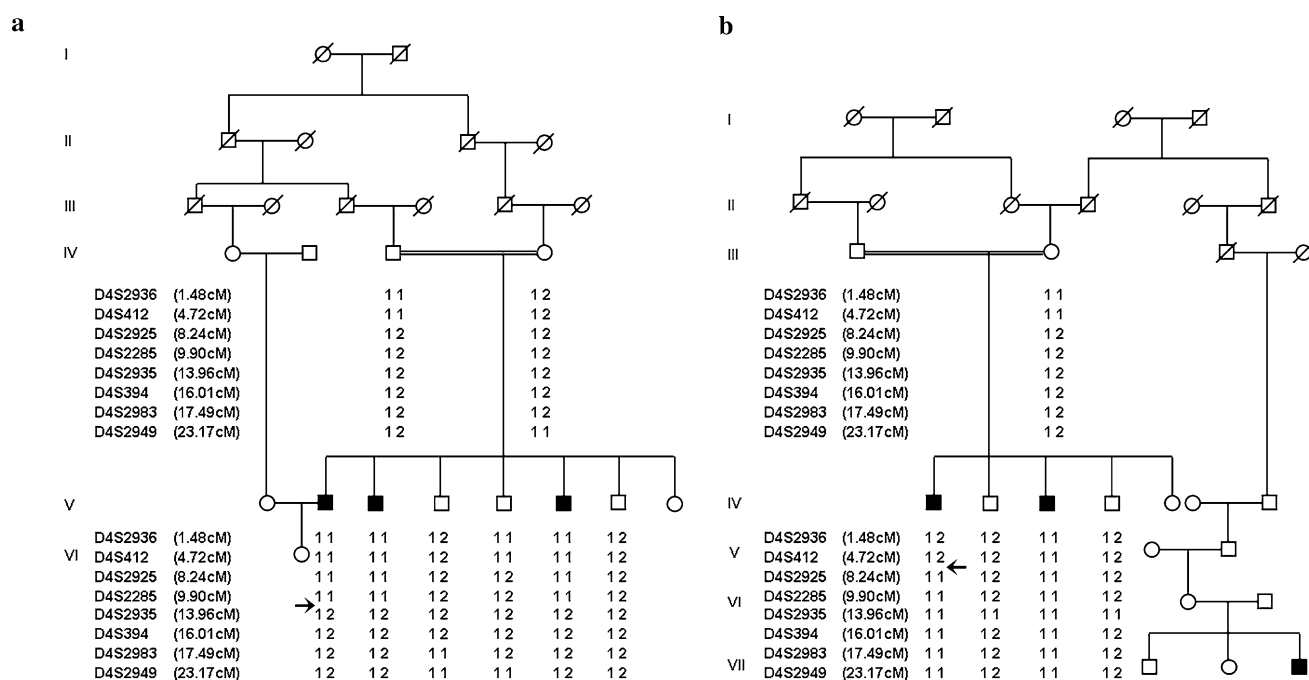 a
b
I
II
III
IV
D4S2936 (1.48cM) 1 1 1 2
D4S412 (4.72cM) 1 1 1 2
D4S2925 (8.24cM) 1 2 1 2
D4S2285 (9.90cM) 1 2 1 2
D4S2935 (13.96cM) 1 2 1 2
D4S394 (16.01cM) 1 2 1 2
D4S2983 (17.49cM) 1 2 1 2
D4S2949 (23.17cM) 1 2 1 1
V
D4S2936 (1.48cM) 1 1 1 1 1 2 1 1 1 1 1 2
VI D4S412 (4.72cM) 1 1 1 1 1 2 1 1 1 1 1 2
D4S2925 (8.24cM) 1 1 1 1 1 2 1 2 1 1 1 2
D4S2285 (9.90cM) 1 1 1 1 1 2 1 2 1 1 1 2
D4S2935 (13.96cM) 1 2 1 2 1 2 1 2 1 2 1 2
D4S394 (16.01cM) 1 2 1 2 1 2 1 2 1 2 1 2
D4S2983 (17.49cM) 1 2 1 2 1 1 1 2 1 2 1 2
D4S2949 (23.17cM) 1 2 1 2 1 1 1 1 1 2 1 2
I
II
III
D4S2936 (1.48cM) 1 1
D4S412 (4.72cM) 1 1
D4S2925 (8.24cM) 1 2
D4S2285 (9.90cM) 1 2
D4S2935 (13.96cM) 1 2
D4S394 (16.01cM) 1 2
D4S2983 (17.49cM) 1 2
D4S2949 (23.17cM) 1 2
IV
D4S2936 (1.48cM) 1 2 1 2 1 1 1 2
V D4S412 (4.72cM) 1 2 1 2 1 1 1 2
D4S2925 (8.24cM) 1 1 1 2 1 1 1 2
VI D4S2285 (9.90cM) 1 1 1 2 1 1 1 2
D4S2935 (13.96cM) 1 1 1 1 1 1 1 1
D4S394 (16.01cM) 1 1 1 2 1 1 1 2
D4S2983 (17.49cM) 1 1 1 2 1 1 1 2
VII D4S2949 (23.17cM) 1 1 1 2 1 1 1 2